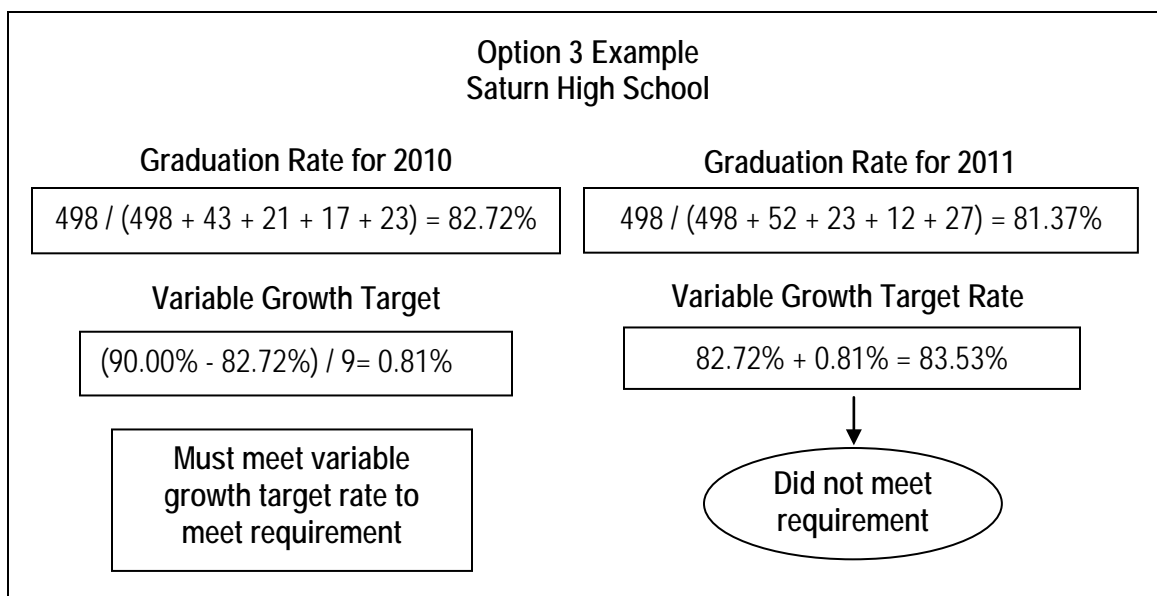 Option 3 Example
Saturn High School
Graduation Rate for 2010
498 / (498 + 43 + 21 + 17 + 23) = 82.72%
Graduation Rate for 2011
498 / (498 + 52 + 23 + 12 + 27) = 81.37%
Variable Growth Target
(90.00% - 82.72%) / 9= 0.81%
Variable Growth Target Rate
82.72% + 0.81% = 83.53%
Must meet variable
growth target rate to
meet requirement
Did not meet
requirement